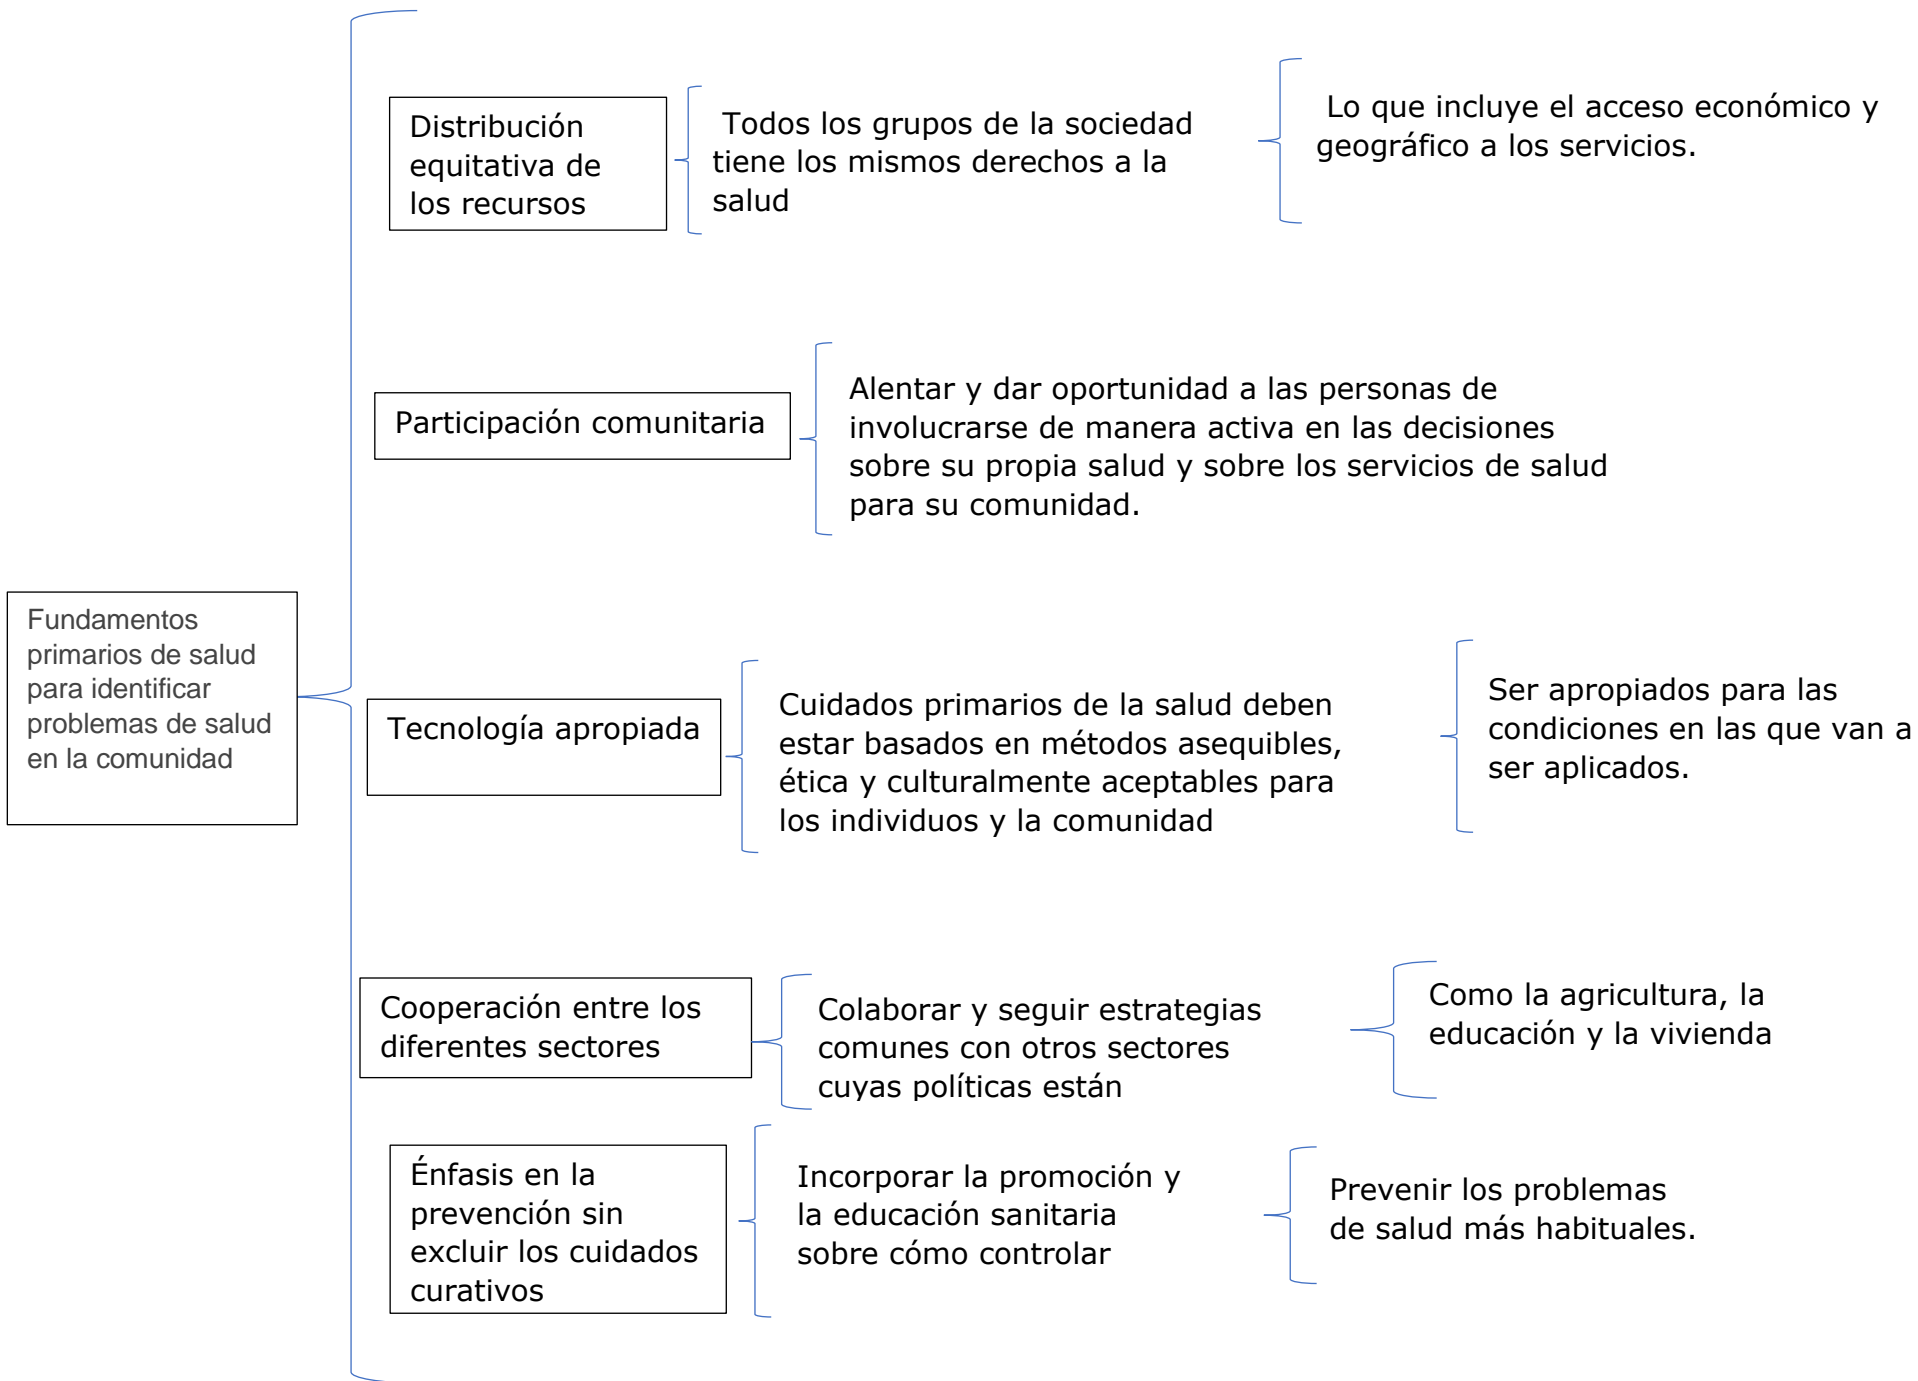 Distribución
equitativa de
los recursos
Todos los grupos de la sociedad
tiene los mismos derechos a la
salud
Lo que incluye el acceso económico y
geográfico a los servicios.
Participación comunitaria
Alentar y dar oportunidad a las personas de
involucrarse de manera activa en las decisiones
sobre su propia salud y sobre los servicios de salud
para su comunidad.
Fundamentos
primarios de salud
para identificar
problemas de salud
en la comunidad
Tecnología apropiada
Cuidados primarios de la salud deben
estar basados en métodos asequibles,
ética y culturalmente aceptables para
los individuos y la comunidad
Ser apropiados para las
condiciones en las que van a
ser aplicados.
Cooperación entre los
diferentes sectores
Colaborar y seguir estrategias
comunes con otros sectores
cuyas políticas están
Como la agricultura, la
educación y la vivienda
Énfasis en la
prevención sin
excluir los cuidados
curativos
Incorporar la promoción y
la educación sanitaria
sobre cómo controlar
Prevenir los problemas
de salud más habituales.